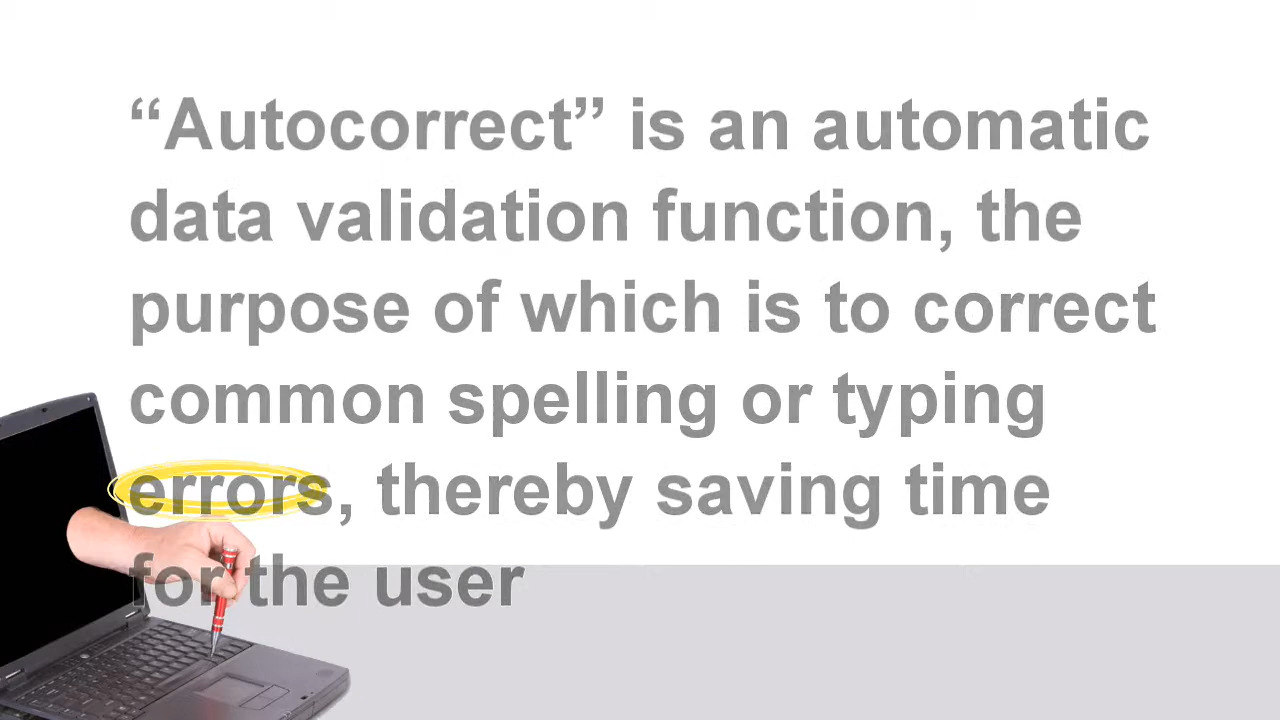 “Autocorrect” is an automatic
data validation function, the
purpose of which is to correct
common spelling or typing
errors, thereby saving time
for the user